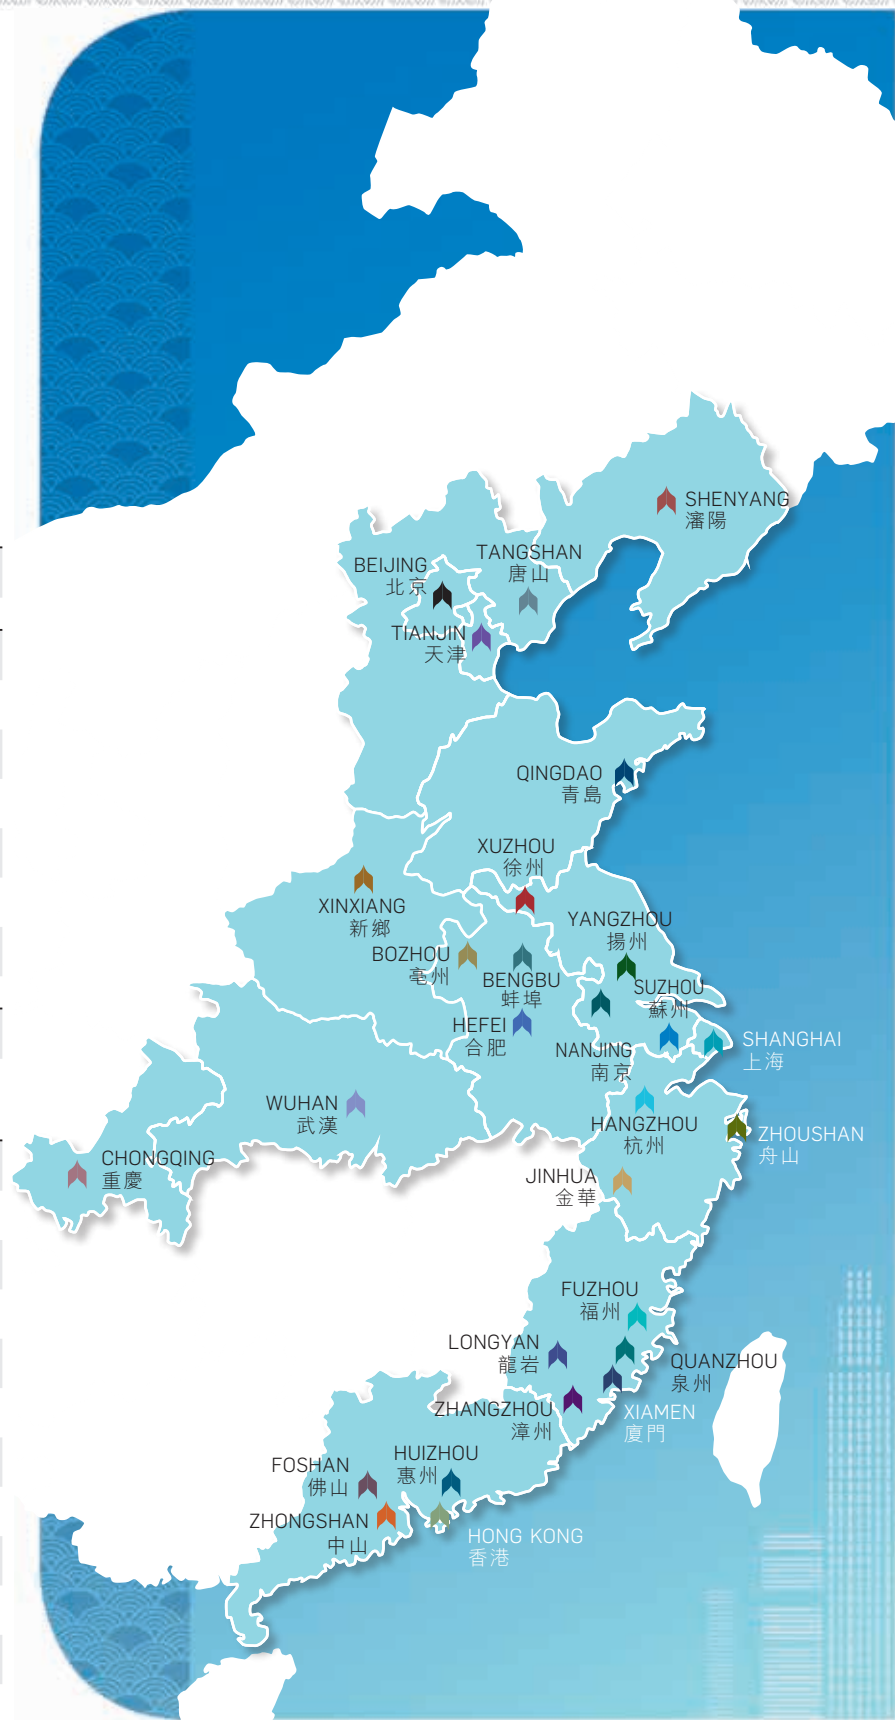 SHENYANG
瀋陽
TANGSHAN
唐山
BEIJING
北京
TIANJIN
天津
QINGDAO
青島
XUZHOU
徐州
XINXIANG
新鄉
YANGZHOU
揚州
BOZHOU
亳州
BENGBU
蚌埠
SUZHOU
蘇州
HEFEI
合肥
NANJING
南京
SHANGHAI
上海
WUHAN
武漢
HANGZHOU
杭州
ZHOUSHAN
舟山
CHONGQING
重慶
JINHUA
金華
FUZHOU
福州
LONGYAN
龍岩
QUANZHOU
泉州
ZHANGZHOU
漳州
XIAMEN
廈門
HUIZHOU
惠州
FOSHAN
佛山
ZHONGSHAN
中山
HONG KONG
香港